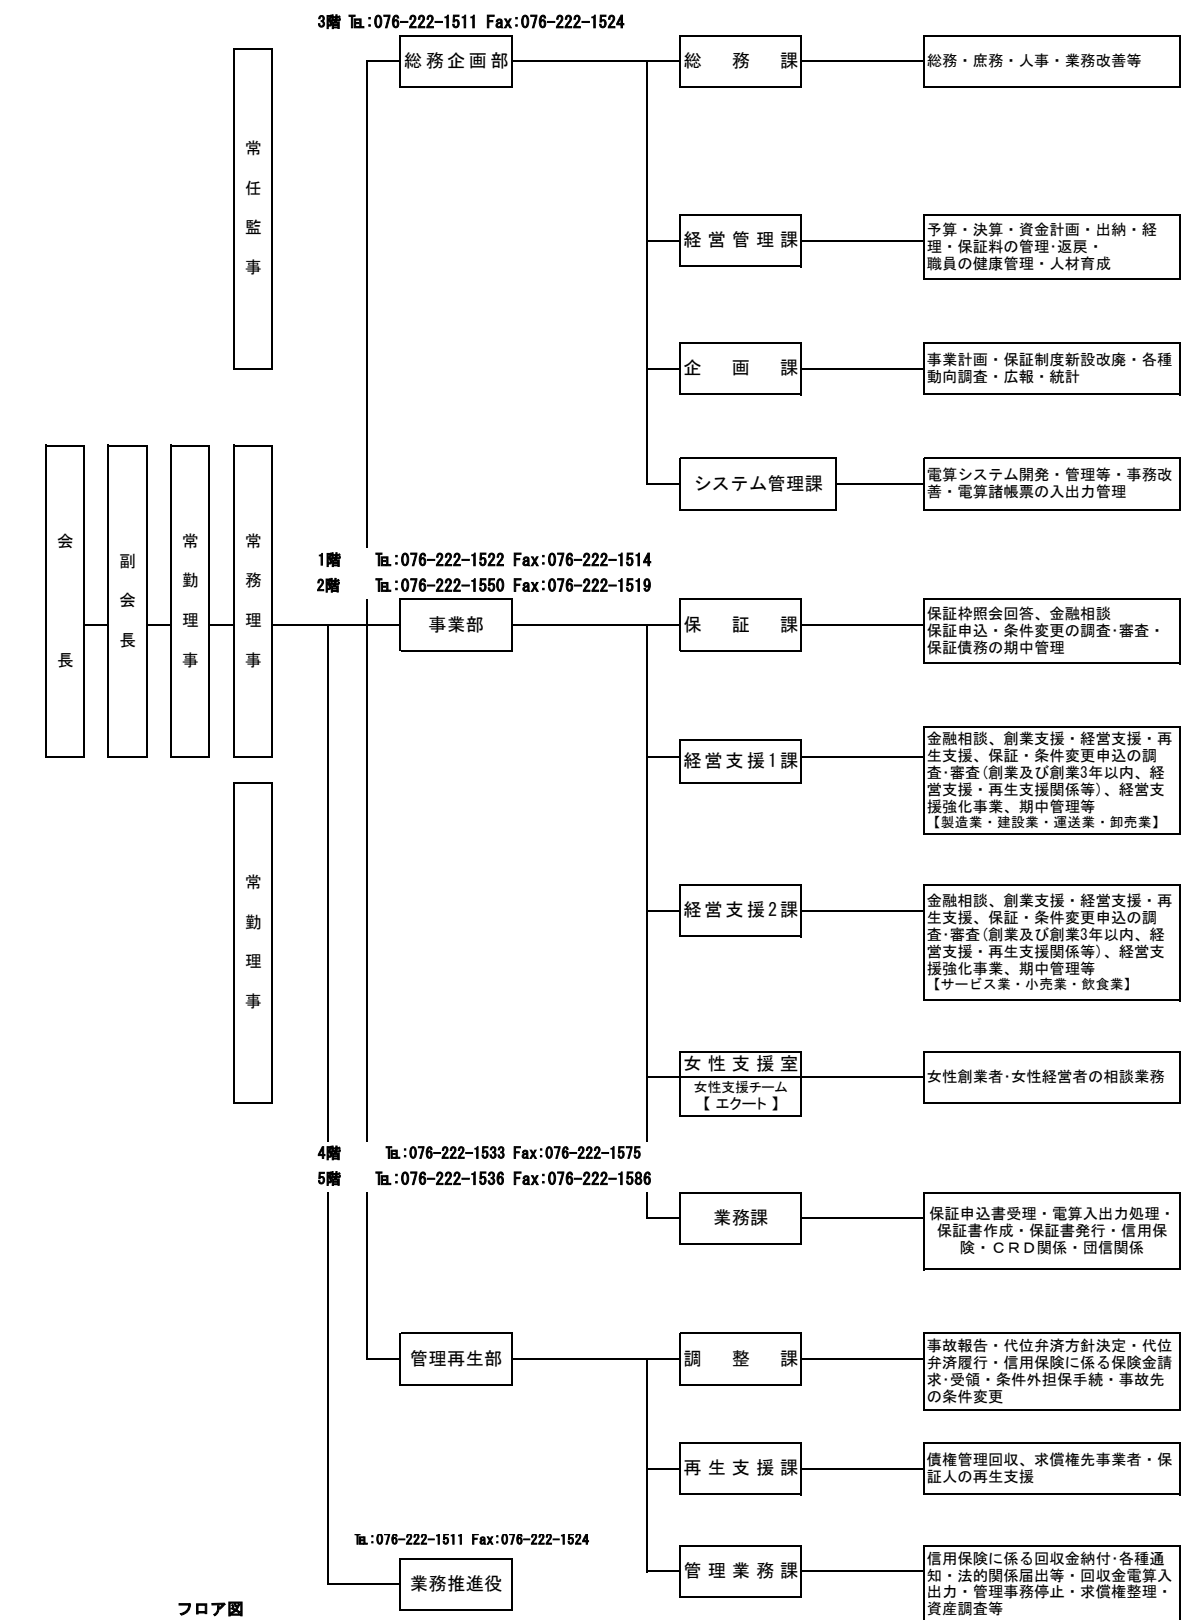 3階 ℡:076-222-1511 Fax:076-222-1524
総務企画部
総務課
総務・庶務・人事・業務改善等
常任監事
経営管理課
予算・決算・資金計画・出納・経
理・保証料の管理･返戻・
職員の健康管理・人材育成
企画課
事業計画・保証制度新設改廃・各種
動向調査・広報・統計
システム管理課
電算システム開発・管理等・事務改
善・電算諸帳票の入出力管理
会長
副会長
常勤理事
常務理事
1階 ℡:076-222-1522 Fax:076-222-1514
2階 ℡:076-222-1550 Fax:076-222-1519
事業部
保証課
保証枠照会回答、金融相談
保証申込・条件変更の調査･審査・
保証債務の期中管理
経営支援1課
金融相談、創業支援・経営支援・再
生支援、保証・条件変更申込の調
査･審査(創業及び創業3年以内、経
営支援・再生支援関係等)、経営支
援強化事業、期中管理等
【製造業・建設業・運送業・卸売業】
常勤理事
経営支援2課
金融相談、創業支援・経営支援・再
生支援、保証・条件変更申込の調
査･審査(創業及び創業3年以内、経
営支援・再生支援関係等)、経営支
援強化事業、期中管理等
【サービス業・小売業・飲食業】
女性支援室
女性支援チーム
【 エクート 】
女性創業者･女性経営者の相談業務
4階 ℡:076-222-1533 Fax:076-222-1575
5階 ℡:076-222-1536 Fax:076-222-1586
業務課
保証申込書受理・電算入出力処理・
保証書作成・保証書発行・信用保
険・ＣＲＤ関係・団信関係
管理再生部
調整課
事故報告・代位弁済方針決定・代位
弁済履行・信用保険に係る保険金請
求･受領・条件外担保手続・事故先
の条件変更
再生支援課
債権管理回収、求償権先事業者・保
証人の再生支援
℡:076-222-1511 Fax:076-222-1524
業務推進役
管理業務課
信用保険に係る回収金納付･各種通
知・法的関係届出等・回収金電算入
出力・管理事務停止・求償権整理・
資産調査等
フロア図